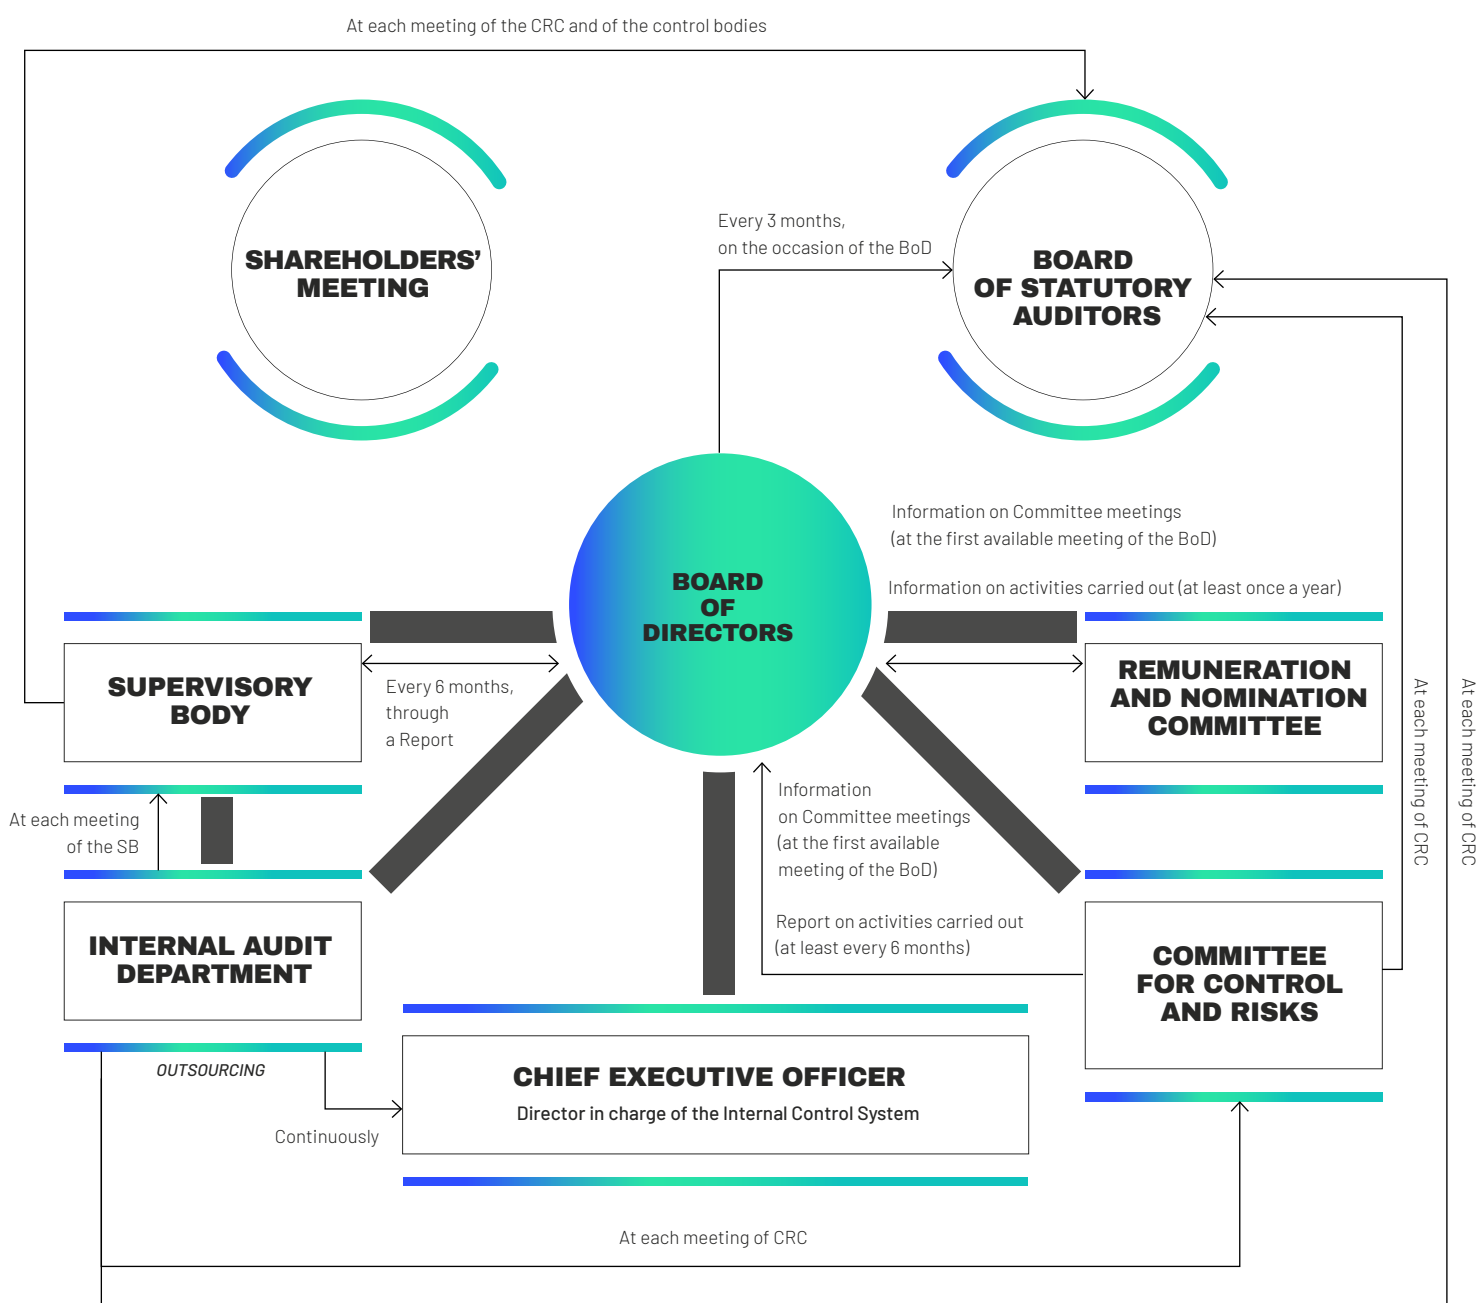 At each meeting of the CRC and of the control bodies
SHAREHOLDERS’
MEETING
Every 3 months,
on the occasion of the BoD
BOARD
OF STATUTORY
AUDITORS
Information on Committee meetings
(at the first available meeting of the BoD)
Information on activities carried out (at least once a year)
BOARD
OF
DIRECTORS
SUPERVISORY
BODY
Every 6 months,
through
a Report
REMUNERATION
AND NOMINATION
COMMITTEE
At each meeting of CRC
At each meeting of CRC
At each meeting
of the SB
Information
on Committee meetings
(at the first available
meeting of the BoD)
Report on activities carried out
(at least every 6 months)
INTERNAL AUDIT
DEPARTMENT
OUTSOURCING
COMMITTEE
FOR CONTROL
AND RISKS
CHIEF EXECUTIVE OFFICER
Director in charge of the Internal Control System
Continuously
At each meeting of CRC